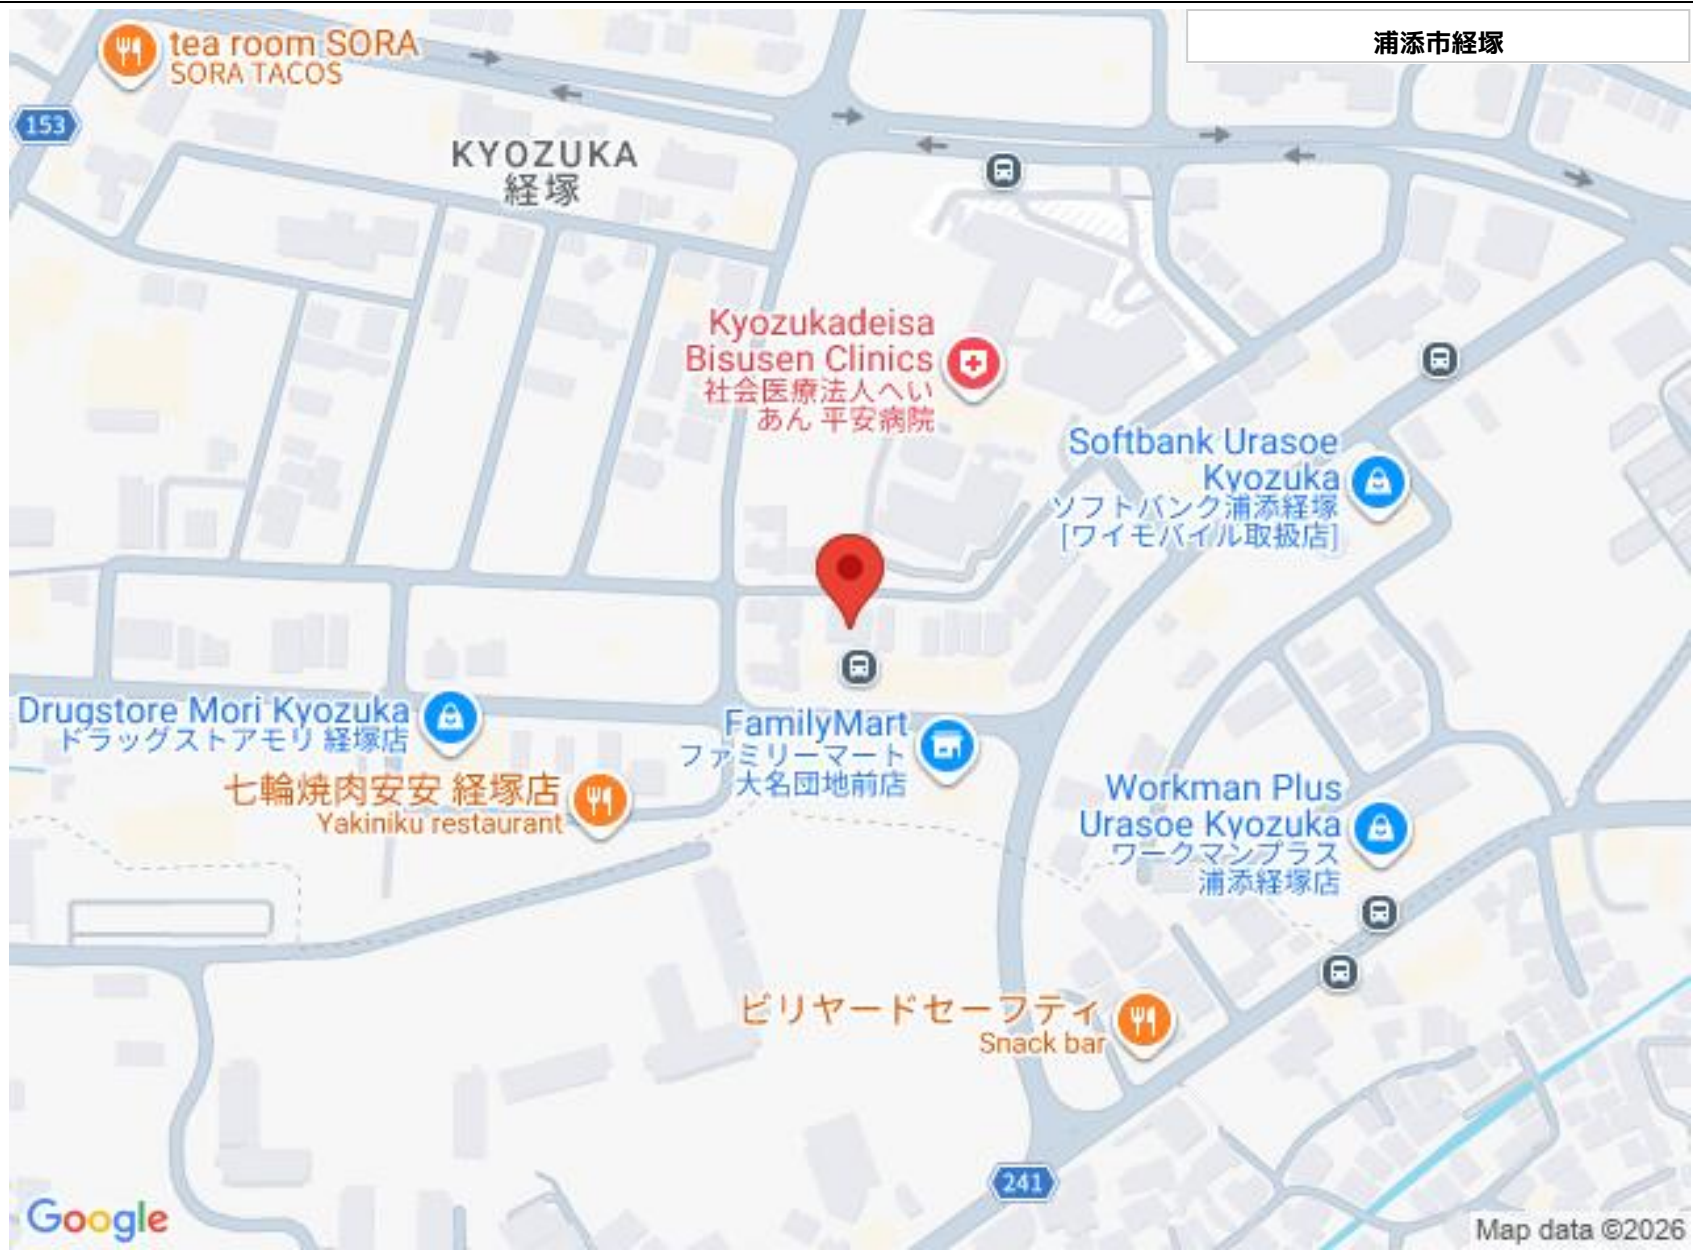 浦添市経塚
tea room SORA
SORA TACOS
153
KYOZUKA
経塚
Kyozukadeisa
Bisusen Clinics
社会医療法人へい
あん 平安病院
Softbank Urasoe
Kyozuka
ソフトバンク浦添経塚
[ワイモバイル取扱店]
Drugstore Mori Kyozuka
ドラッグストアモリ 経塚店
FamilyMart
ファミリーマート
大名団地前店
七輪焼肉安安 経塚店
Yakiniku restaurant
Workman Plus
Urasoe Kyozuka
ワークマンプラス
浦添経塚店
ビリヤードセーフティ
Snack bar
241
Google
Map data ©2026